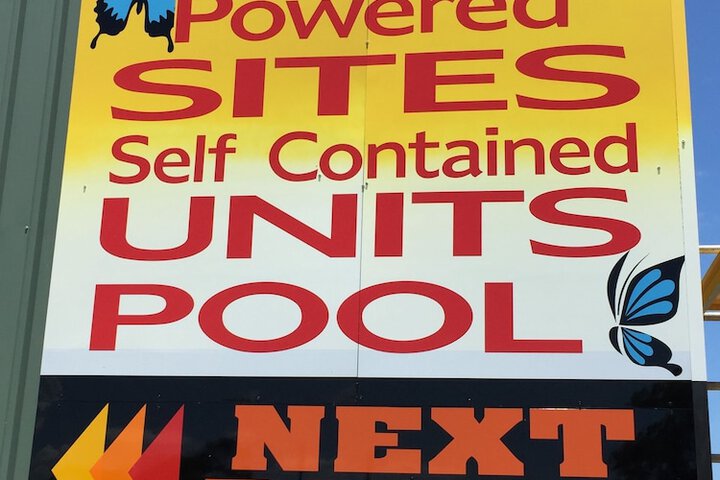 Powered
SITES
Self Contained
UNITS
POOL
NEXT